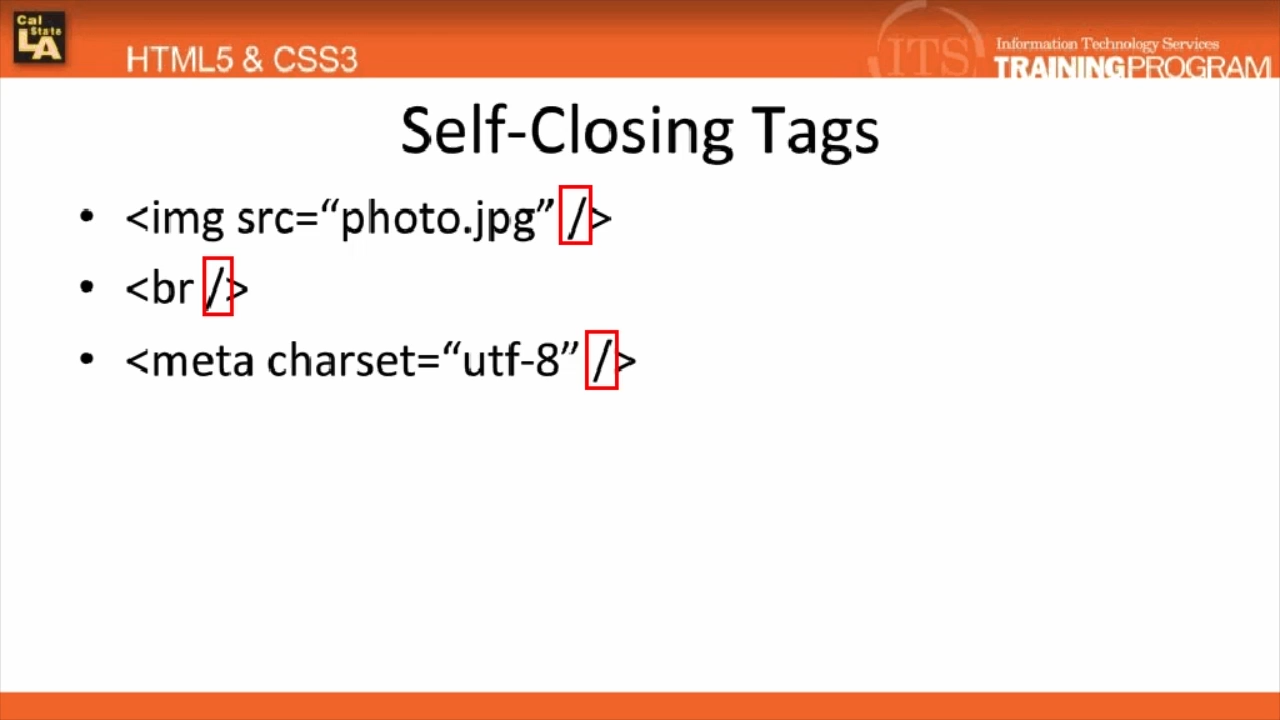 Cal
State
LA
HTML5 & CSS3
ITS
Information Technology Services
TRAININGPROGRAM
Self-Closing Tags
• <img src=“photo.jpg” />
• <br />
• <meta charset=“utf-8” />